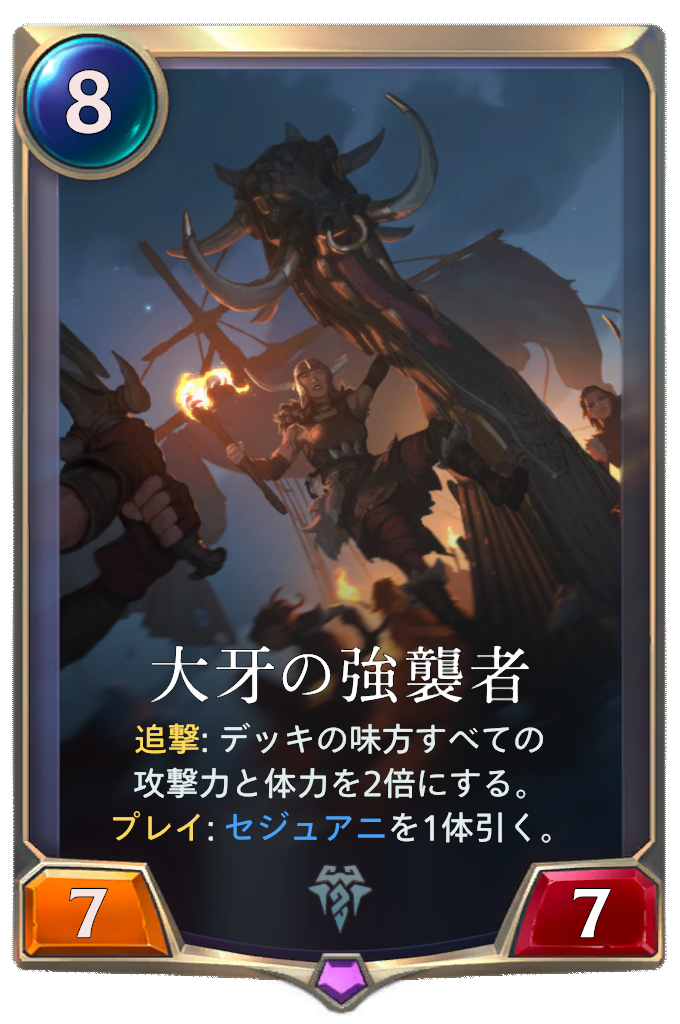 8
大牙の強襲者
追撃: デッキの味方すべての
攻撃力と体力を2倍にする。
プレイ: セジュアニを1体引く。
7
7